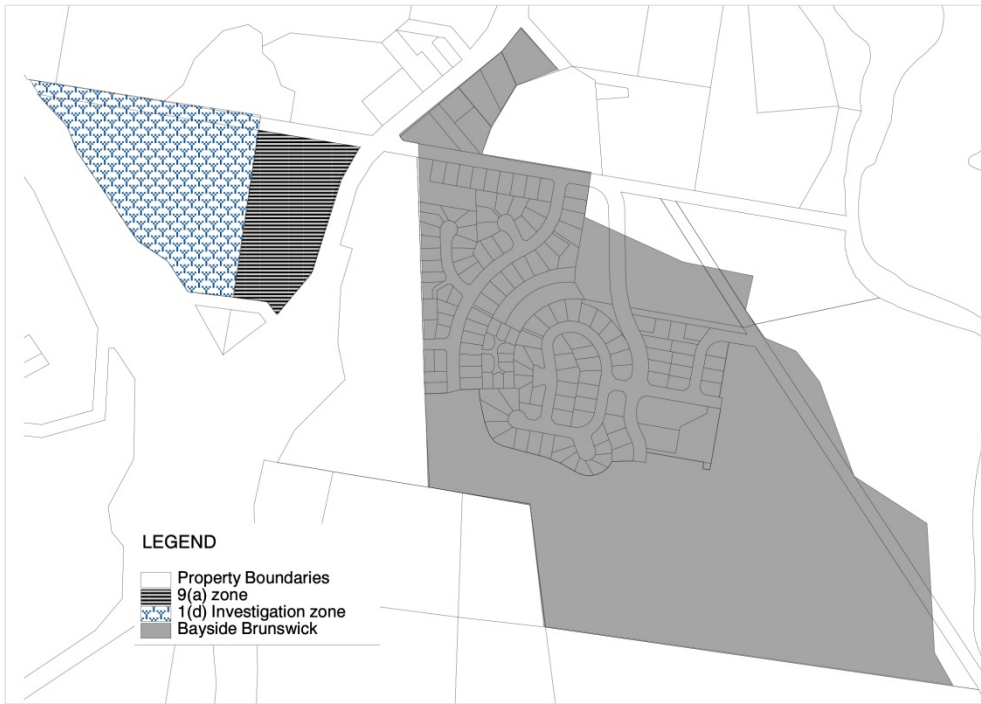 LEGEND
Property Boundaries
9(a) zone
1(d) Investigation zone
Bayside Brunswick